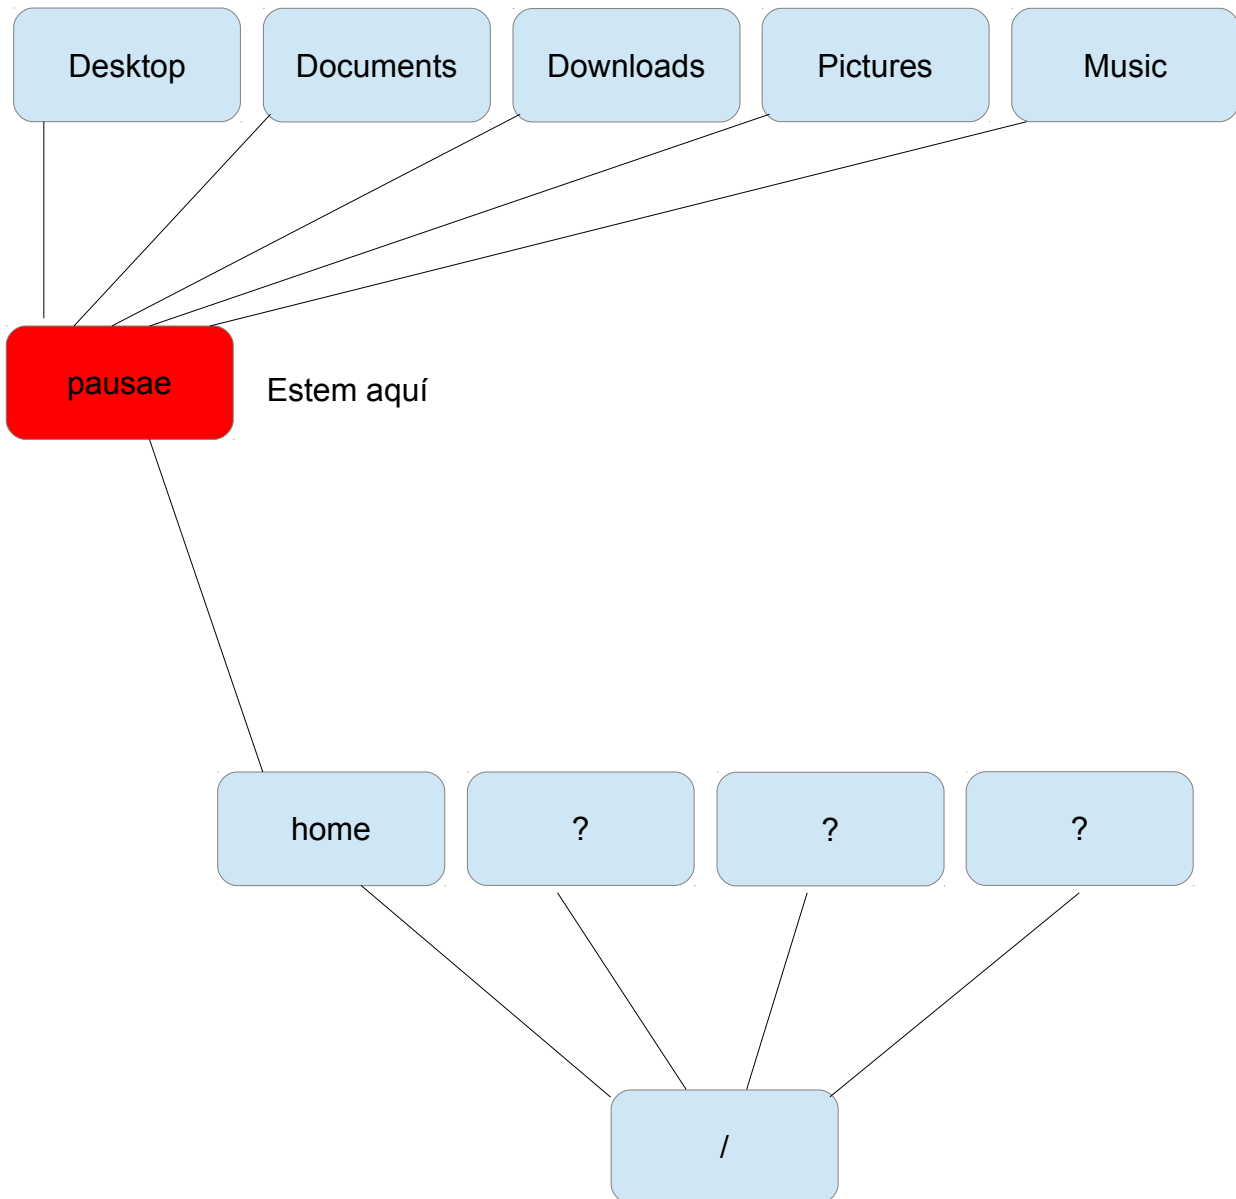 Desktop
Documents
Downloads
Pictures
Music
pausae
Estem aquí
home
?
?
?
/